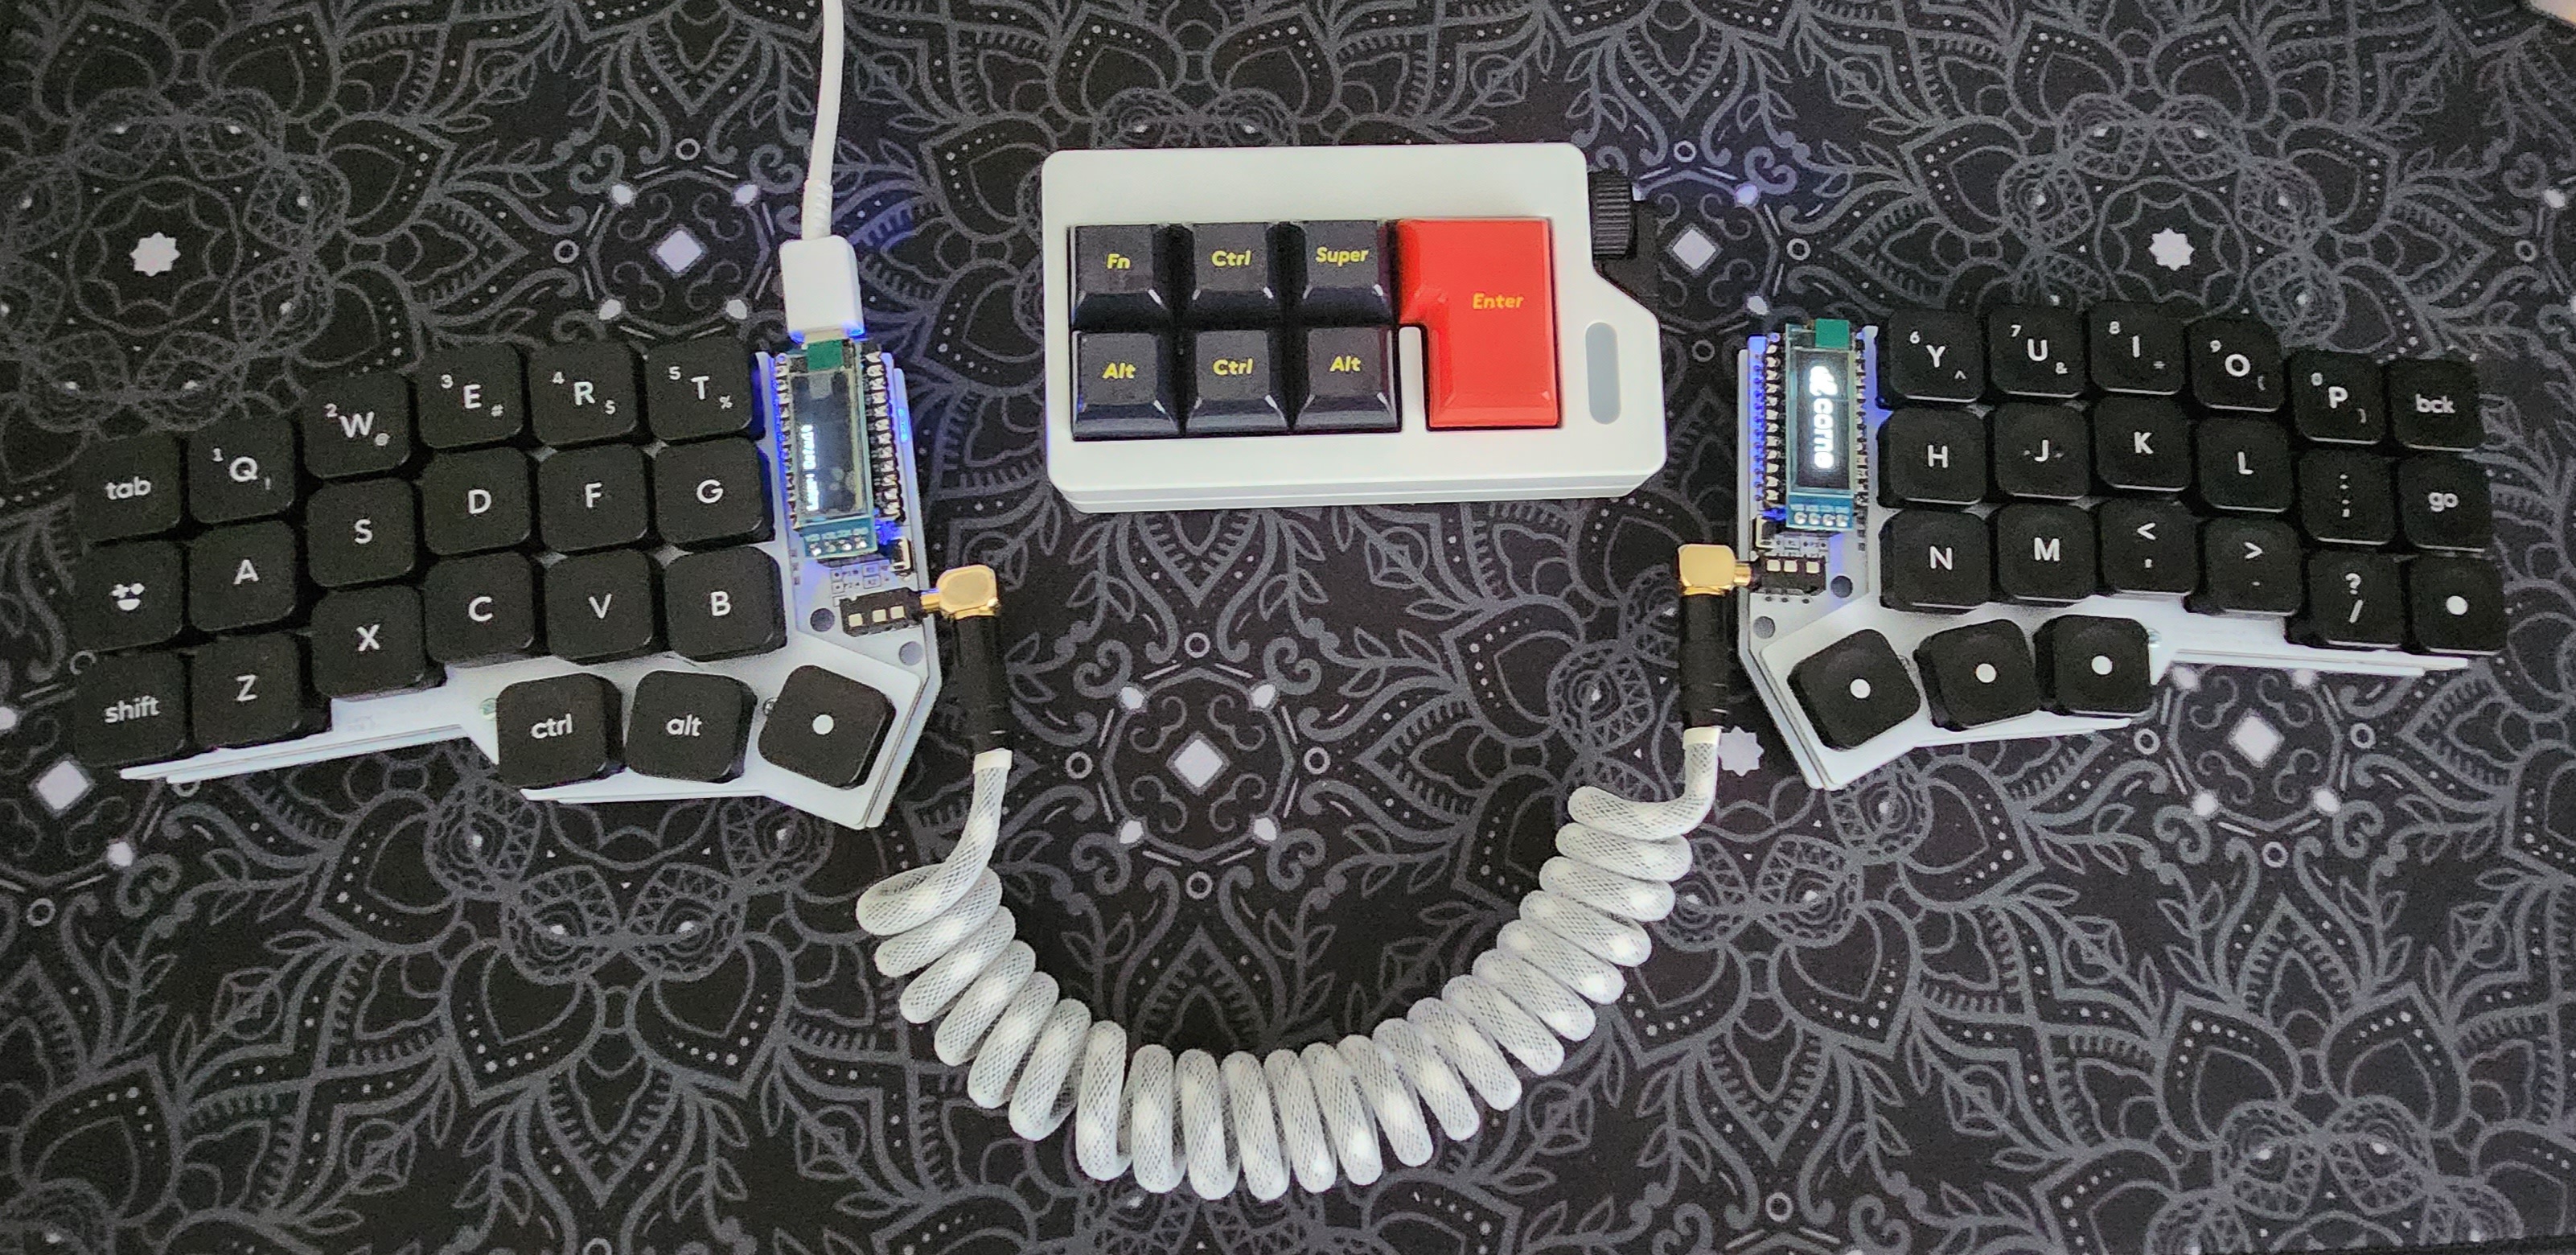 tab
1 Q !
2 W @
3 E #
4 R $
5 T %
A
S
D
F
G
shift
Z
X
C
V
B
ctrl
alt
Fn
Ctrl
Super
Enter
Alt
Ctrl
Alt
corne
6 Y ^
7 U &
8 I *
9 O (
0 P )
bck
H
J
K
L
: ;
go
N
M
< ,
> .
? /